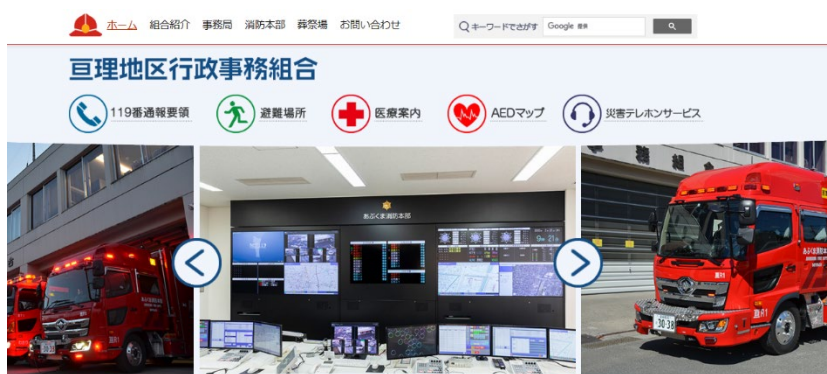 ホーム 組合紹介 事務局 消防本部 葬祭場 お問い合わせ
キーワードでさがす Google 提供
亘理地区行政事務組合
119番通報要領 避難場所 医療案内 AEDマップ 災害テレホンサービス
あぶくま消防本部
亘R1
30-38